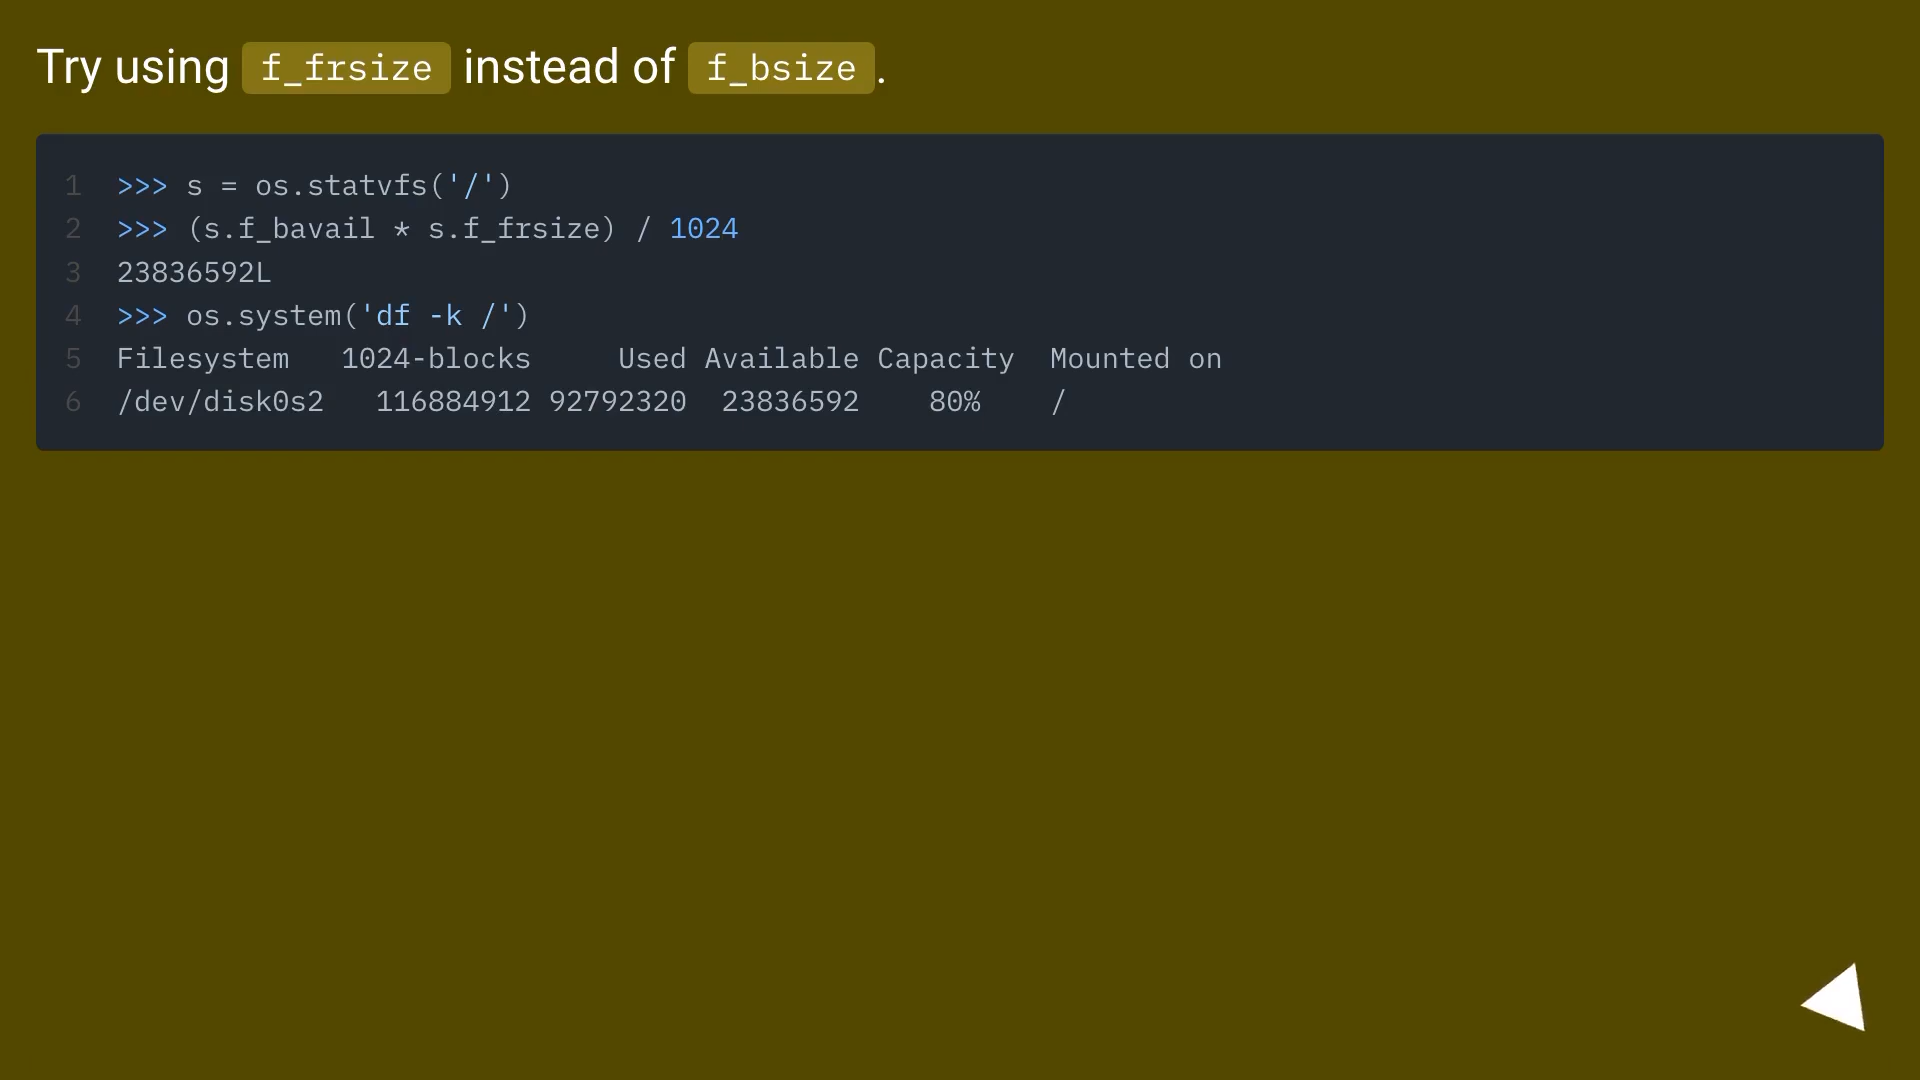 Try using f_frsize instead of f_bsize.
1 >>> s = os.statvfs('/')
2 >>> (s.f_bavail * s.f_frsize) / 1024
3 23836592L
4 >>> os.system('df -k /')
5 Filesystem   1024-blocks     Used Available Capacity  Mounted on
6 /dev/disk0s2   116884912 92792320  23836592    80%    /